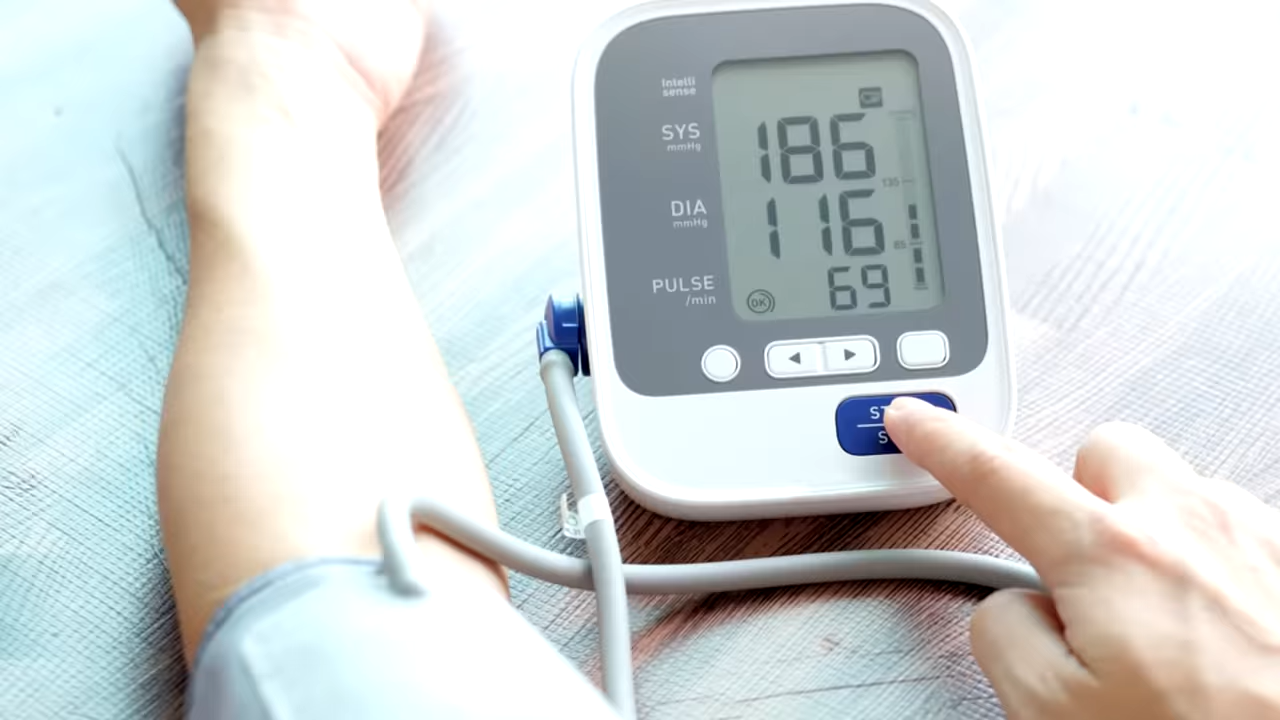 Intelli
sense
SYS
mmHg
186
135
DIA
mmHg
116
85
PULSE
/min
69
OK